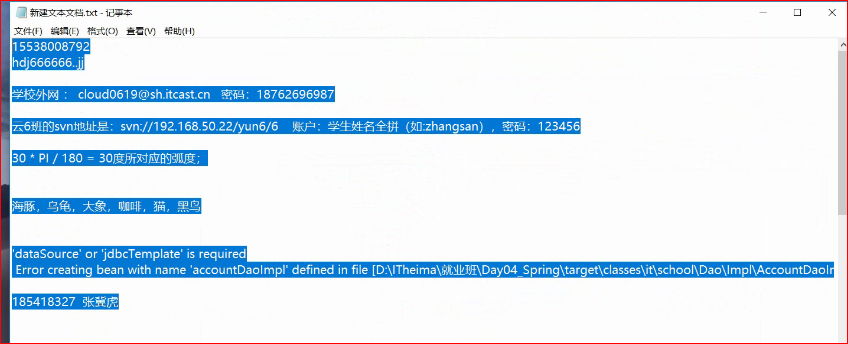 新建文本文档.txt - 记事本
文件(F) 编辑(E) 格式(O) 查看(V) 帮助(H)
15538008792
hdj666666..jj
学校外网： cloud0619@sh.itcast.cn 密码：18762696987
云6班的svn地址是：svn://192.168.50.22/yun6/6 账户：学生姓名全拼（如:zhangsan），密码：123456
30 * PI / 180 = 30度所对应的弧度；
海豚，乌龟，大象，咖啡，猫，黑鸟
'dataSource' or 'jdbcTemplate' is required
Error creating bean with name 'accountDaoImpl' defined in file [D:\ITheima\就业班\Day04_Spring\target\classes\it\school\Dao\Impl\AccountDaoIr
185418327 张冀虎